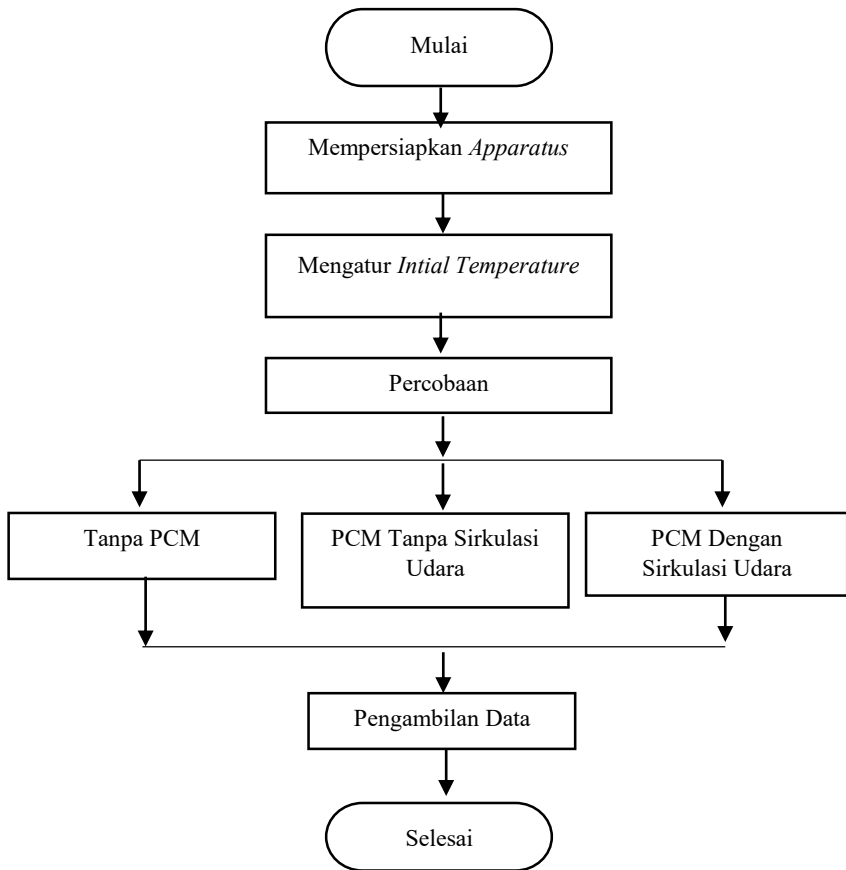 Mulai
Mempersiapkan Apparatus
Mengatur Intial Temperature
Percobaan
Tanpa PCM
PCM Tanpa Sirkulasi
Udara
PCM Dengan
Sirkulasi Udara
Pengambilan Data
Selesai